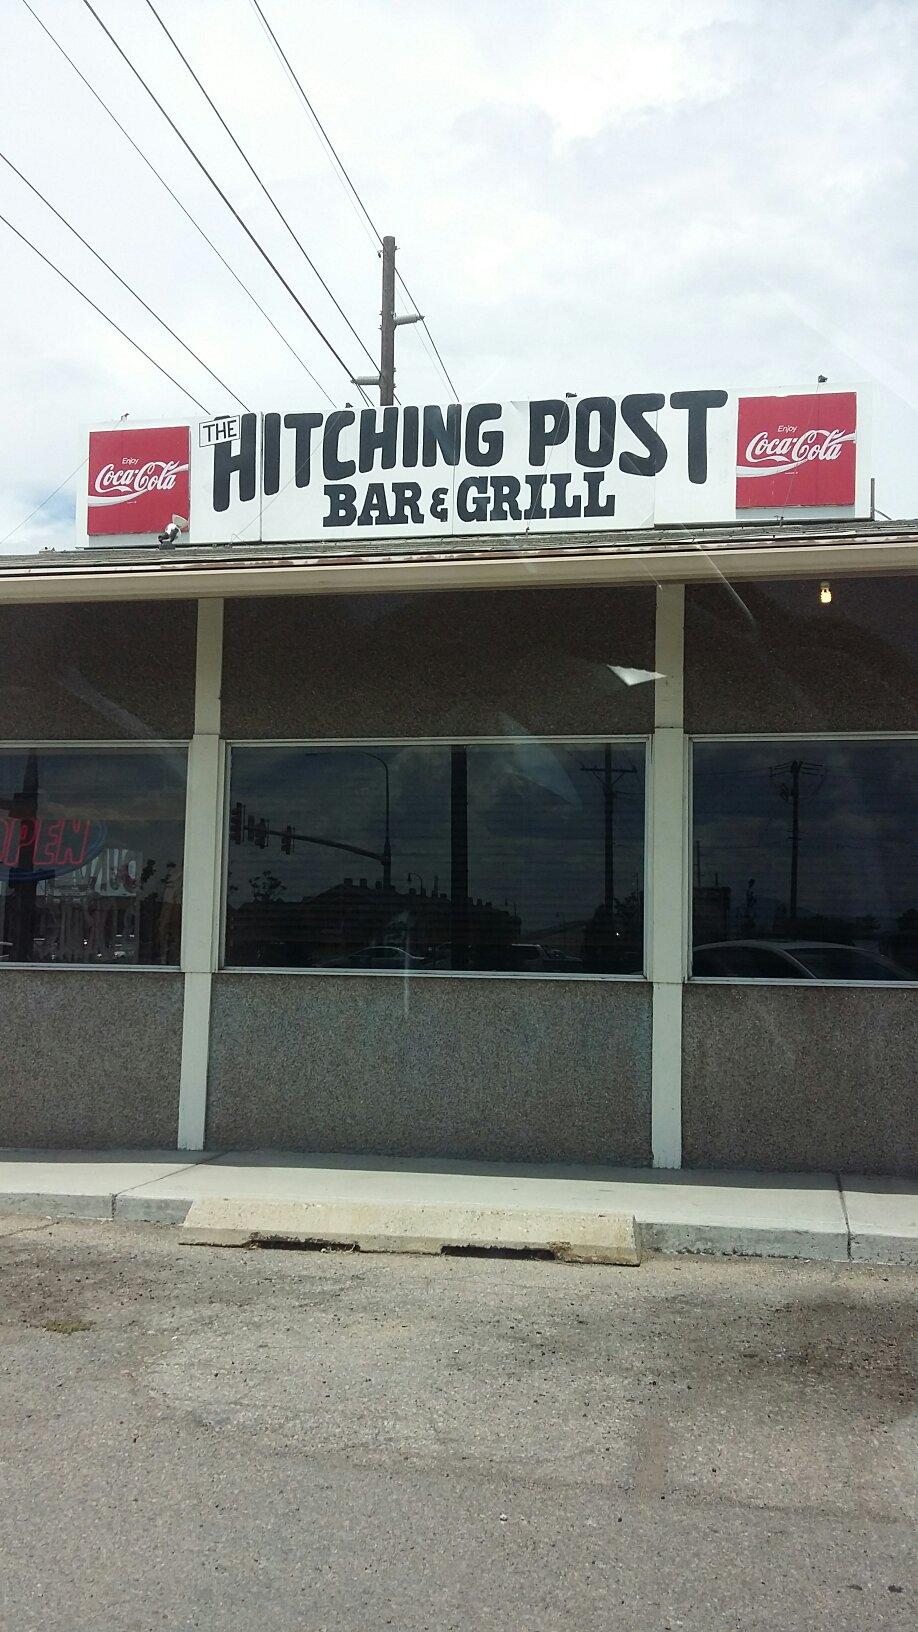 Enjoy
Coca-Cola
THE
HITCHING POST
BAR & GRILL
Enjoy
Coca-Cola
OPEN